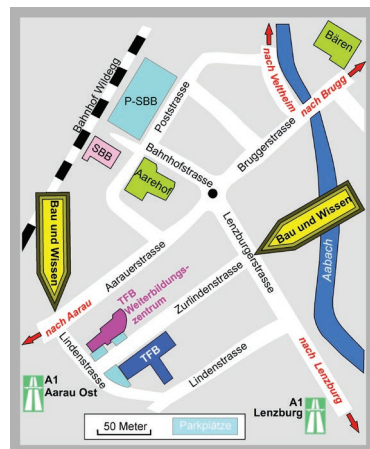 Bären
Bahnhof Wildegg
P-SBB
Poststrasse
nach Veltheim
nach Brugg
SBB
Bahnhofstrasse
Bruggerstrasse
Aarehof
Bau und Wissen
Bau und Wissen
Aarauerstrasse
Lenzburgerstrasse
Aabach
TFB
Weiterbildungs-
zentrum
Zurlindenstrasse
nach Aarau
Lindenstrasse
TFB
Lindenstrasse
nach Lenzburg
A1
Aarau Ost
A1
Lenzburg
50 Meter
Parkplätze